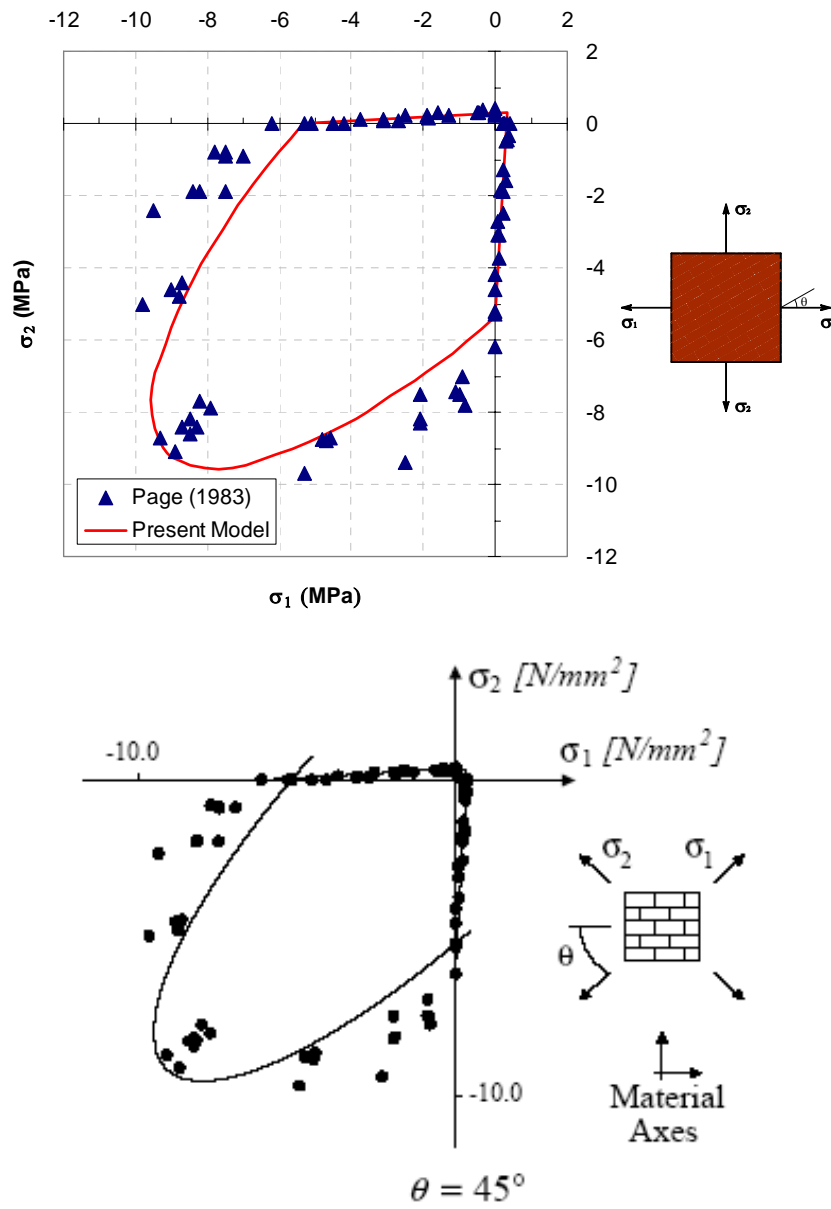 -12 -10 -8 -6 -4 -2 0 2
2
0
-2
-4
-6
-8
-10
-12
σ₂ (MPa)
σ₁ (MPa)
Page (1983)
Present Model
σ₂
σ₁
θ
σ
σ₂
σ₂ [N/mm²]
-10.0
σ₁ [N/mm²]
σ₂ σ₁
θ
-10.0
Material
Axes
θ = 45°